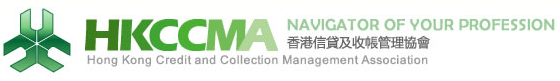 HKCCMA
NAVIGATOR OF YOUR PROFESSION
香港信貸及收帳管理協會
Hong Kong Credit and Collection Management Association